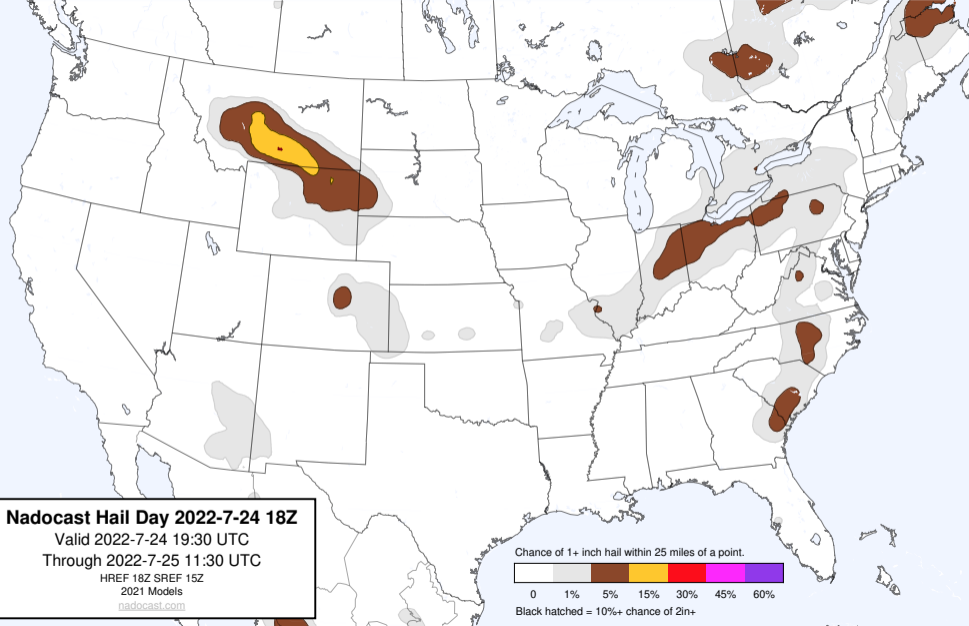 Nadocast Hail Day 2022-7-24 18Z
Valid 2022-7-24 19:30 UTC
Through 2022-7-25 11:30 UTC
HREF 18Z SREF 15Z
2021 Models
nadocast.com
Chance of 1+ inch hail within 25 miles of a point.
0 1% 5% 15% 30% 45% 60%
Black hatched = 10%+ chance of 2in+